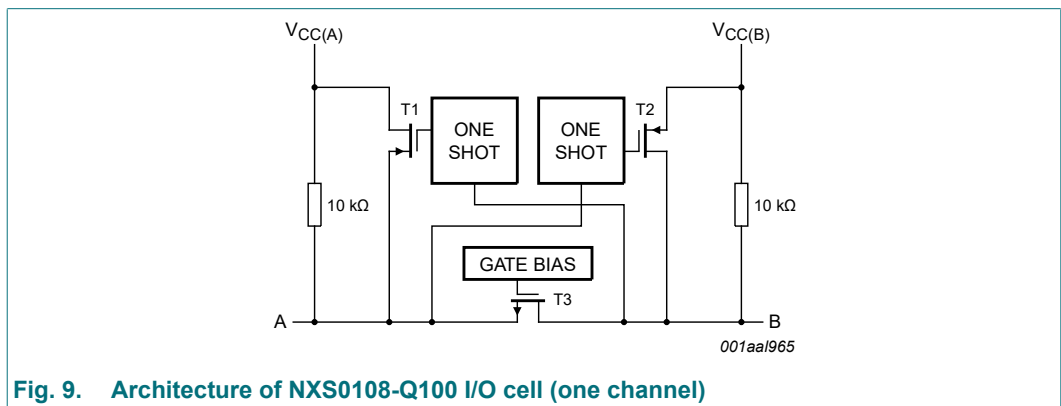 VCC(A)
VCC(B)
T1
T2
ONE
SHOT
ONE
SHOT
10 kΩ
10 kΩ
GATE BIAS
T3
A
B
001aal965
Fig. 9. Architecture of NXS0108-Q100 I/O cell (one channel)